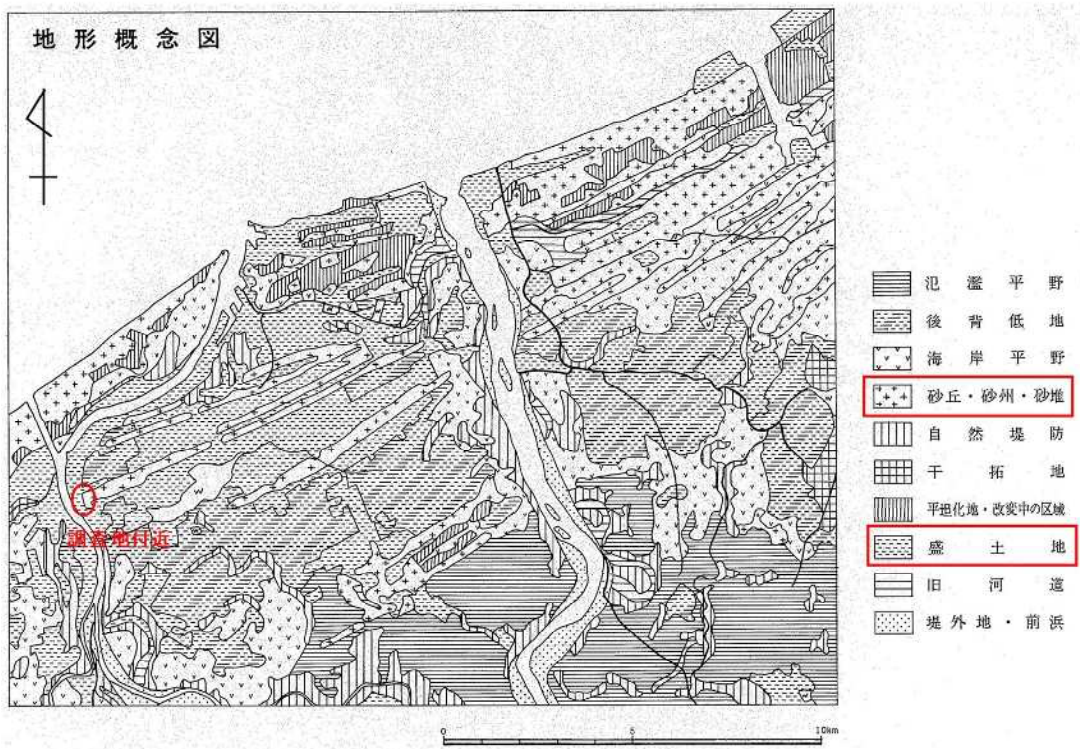 地形概念図
調査地付近
氾濫平野
後背低地
海岸平野
砂丘・砂州・砂堆
自然堤防
干拓地
平坦化地・改変中の区域
盛土地
旧河道
堤外地・前浜
0 5 10km